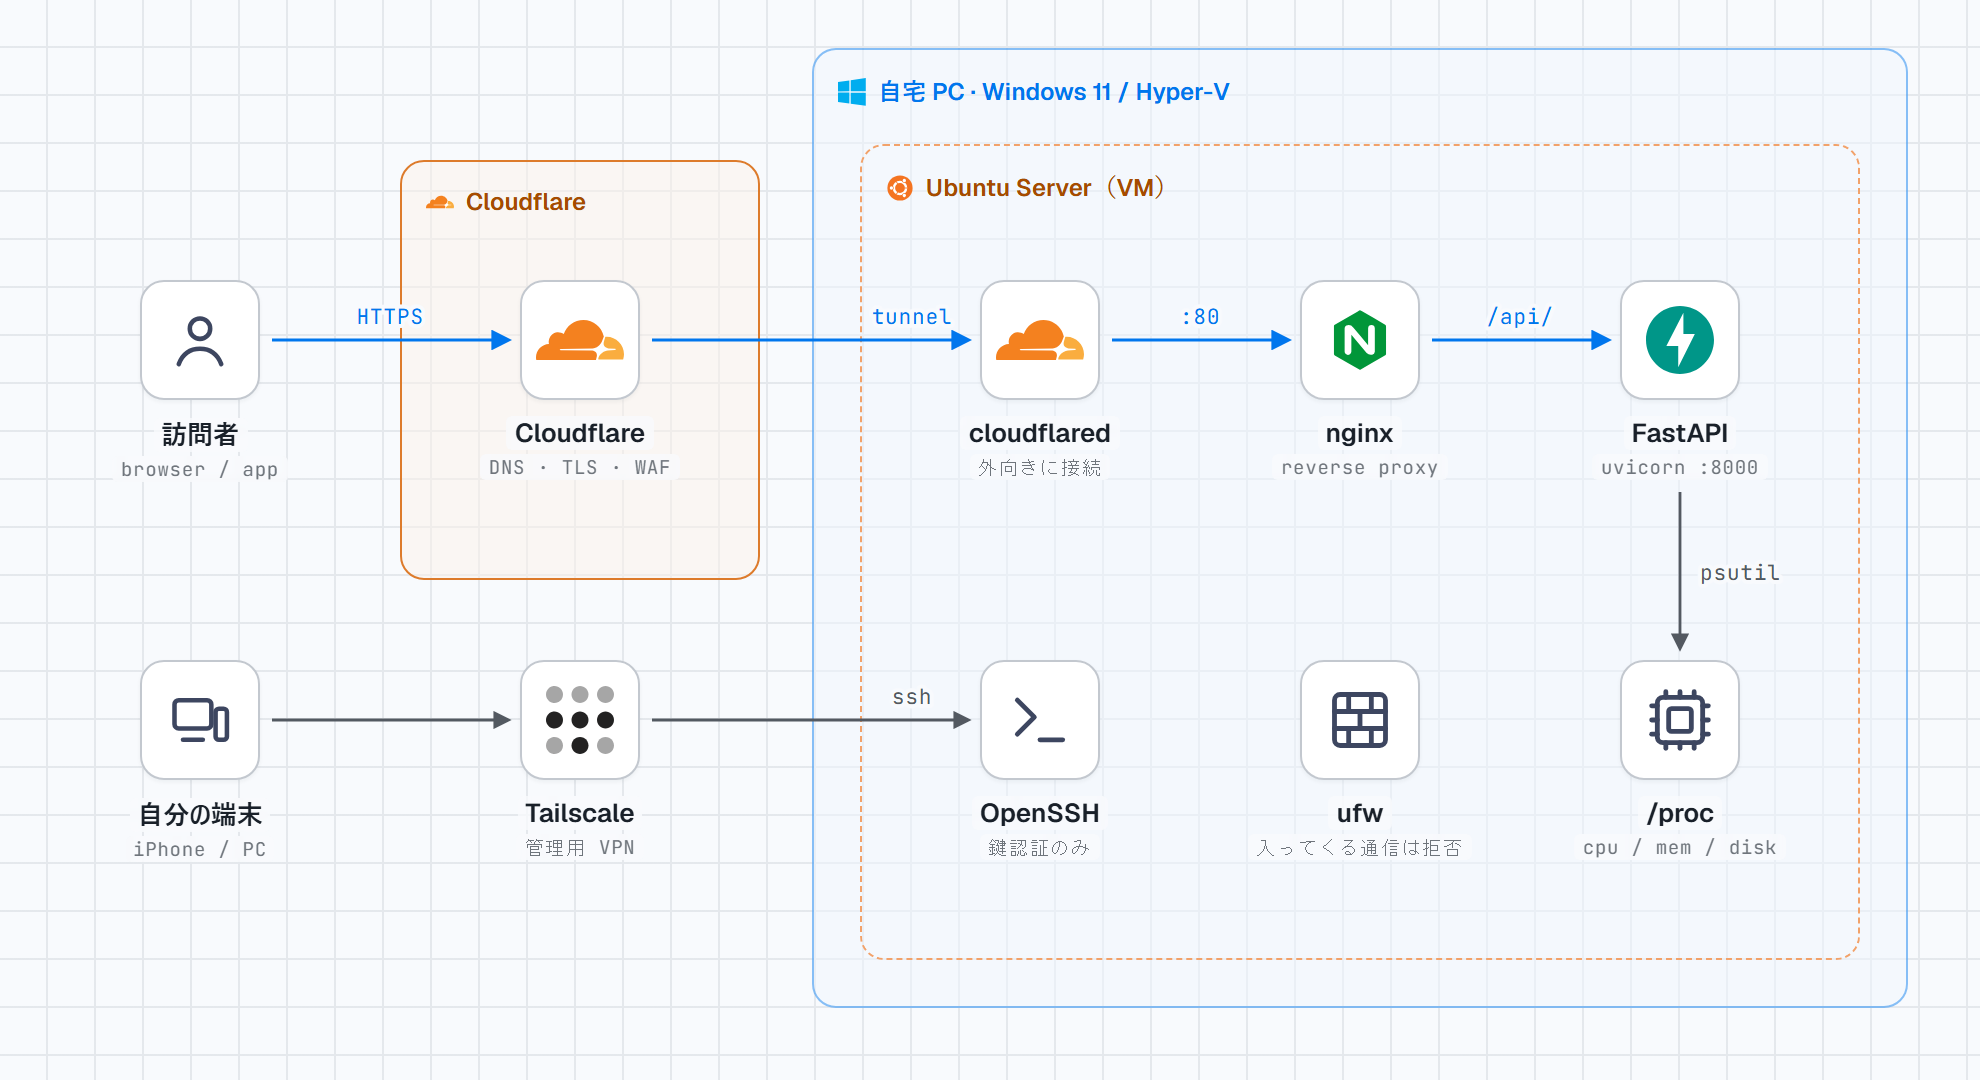 自宅 PC · Windows 11 / Hyper-V
Ubuntu Server（VM）
Cloudflare
HTTPS
tunnel
:80
/api/
訪問者
browser / app
Cloudflare
DNS · TLS · WAF
cloudflared
外向きに接続
nginx
reverse proxy
FastAPI
uvicorn :8000
psutil
ssh
自分の端末
iPhone / PC
Tailscale
管理用 VPN
OpenSSH
鍵認証のみ
ufw
入ってくる通信は拒否
/proc
cpu / mem / disk